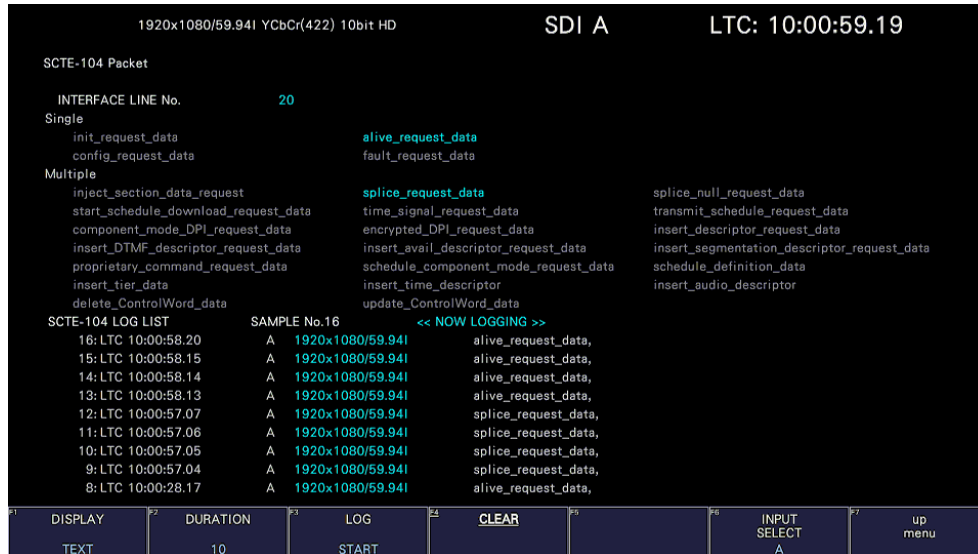 1920x1080/59.94I YCbCr(422) 10bit HD SDI A LTC: 10:00:59.19
SCTE-104 Packet
INTERFACE LINE No. 20
Single
init_request_data alive_request_data
config_request_data fault_request_data
Multiple
inject_section_data_request splice_request_data splice_null_request_data
start_schedule_download_request_data time_signal_request_data transmit_schedule_request_data
component_mode_DPI_request_data encrypted_DPI_request_data insert_descriptor_request_data
insert_DTMF_descriptor_request_data insert_avail_descriptor_request_data insert_segmentation_descriptor_request_data
proprietary_command_request_data schedule_component_mode_request_data schedule_definition_data
insert_tier_data insert_time_descriptor insert_audio_descriptor
delete_ControlWord_data update_ControlWord_data
SCTE-104 LOG LIST SAMPLE No.16 << NOW LOGGING >>
16: LTC 10:00:58.20 A 1920x1080/59.94I alive_request_data,
15: LTC 10:00:58.15 A 1920x1080/59.94I alive_request_data,
14: LTC 10:00:58.14 A 1920x1080/59.94I alive_request_data,
13: LTC 10:00:58.13 A 1920x1080/59.94I alive_request_data,
12: LTC 10:00:57.07 A 1920x1080/59.94I splice_request_data,
11: LTC 10:00:57.06 A 1920x1080/59.94I splice_request_data,
10: LTC 10:00:57.05 A 1920x1080/59.94I splice_request_data,
9: LTC 10:00:57.04 A 1920x1080/59.94I splice_request_data,
8: LTC 10:00:28.17 A 1920x1080/59.94I alive_request_data,
F1 DISPLAY F2 DURATION F3 LOG F4 CLEAR F5 F6 INPUT F7 up
SELECT menu
TEXT 10 START A